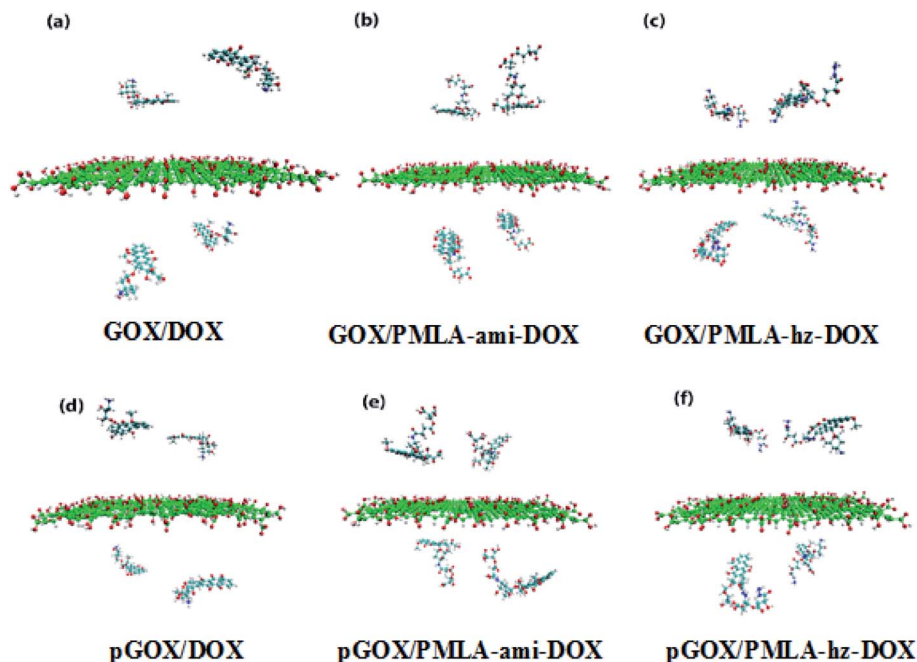 (a)
(b)
(c)
GOX/DOX
GOX/PMLA-ami-DOX
GOX/PMLA-hz-DOX
(d)
(e)
(f)
pGOX/DOX
pGOX/PMLA-ami-DOX
pGOX/PMLA-hz-DOX